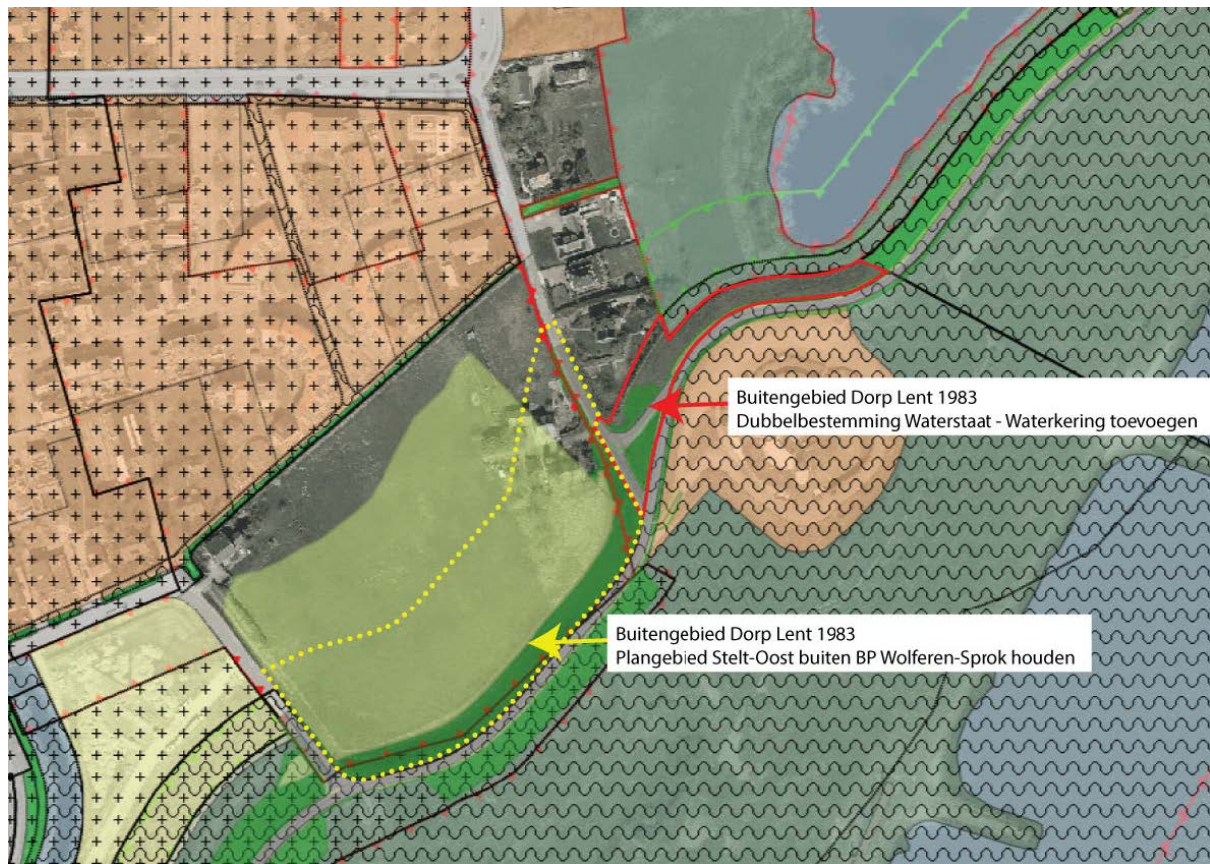 Buitengebied Dorp Lent 1983
Dubbelbestemming Waterstaat - Waterkering toevoegen
Buitengebied Dorp Lent 1983
Plangebied Stelt-Oost buiten BP Wolferen-Sprok houden